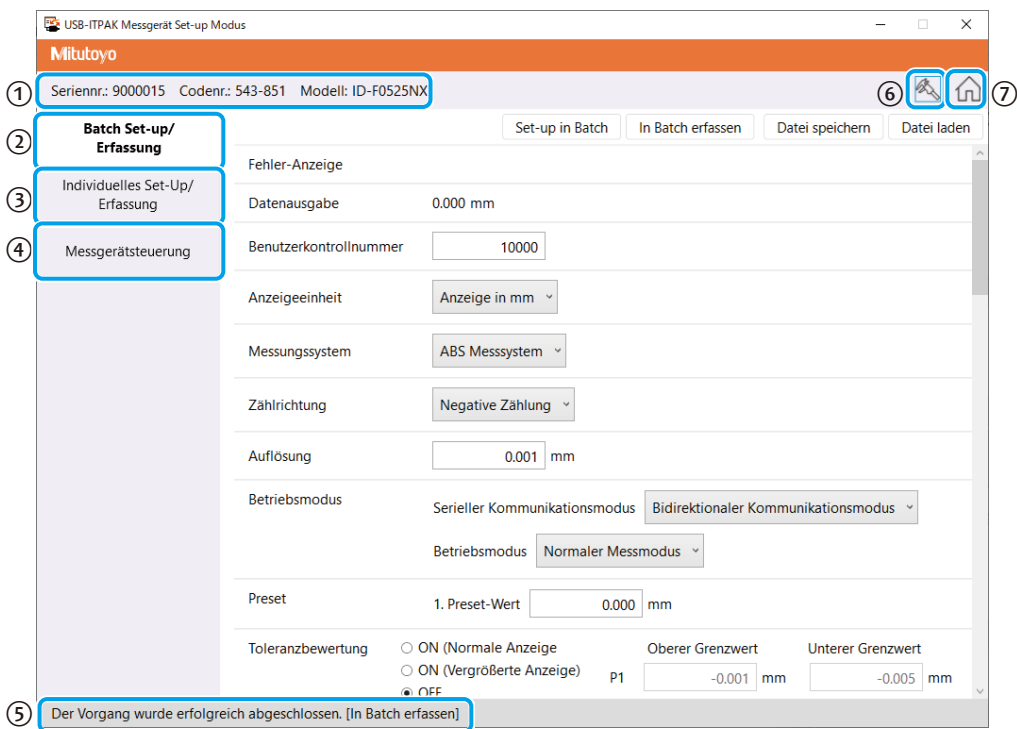 USB-ITPAK Messgerät Set-up Modus
Mitutoyo
① Seriennr.: 9000015 Codenr.: 543-851 Modell: ID-F0525NX ⑥ ⑦
② Batch Set-up/
Erfassung
Set-up in Batch In Batch erfassen Datei speichern Datei laden
Fehler-Anzeige
③ Individuelles Set-Up/
Erfassung
Datenausgabe 0.000 mm
④ Messgerätsteuerung
Benutzerkontrollnummer 10000
Anzeigeeinheit Anzeige in mm
Messungssystem ABS Messsystem
Zählrichtung Negative Zählung
Auflösung 0.001 mm
Betriebsmodus Serieller Kommunikationsmodus Bidirektionaler Kommunikationsmodus
Betriebsmodus Normaler Messmodus
Preset 1. Preset-Wert 0.000 mm
Toleranzbewertung ON (Normale Anzeige Oberer Grenzwert Unterer Grenzwert
ON (Vergrößerte Anzeige) P1 -0.001 mm -0.005 mm
OFF
⑤ Der Vorgang wurde erfolgreich abgeschlossen. [In Batch erfassen]